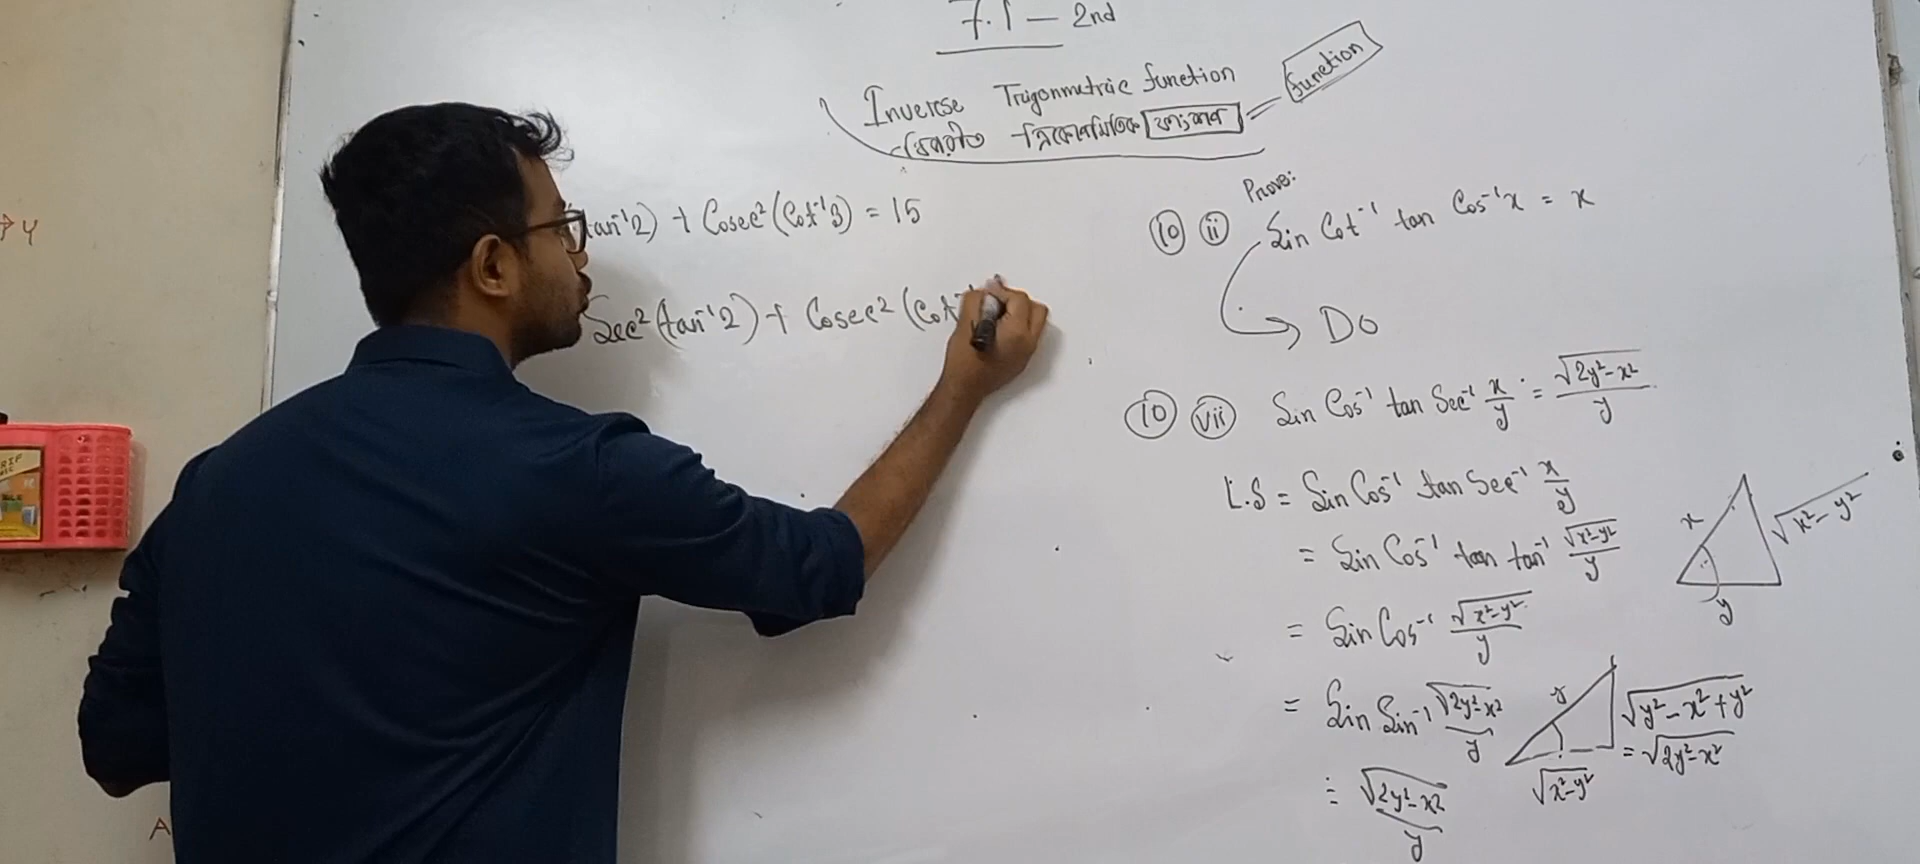 7.1 — 2nd
Inverse Trigonmetric function
বিপরীত ত্রিকোণমিতিক ফাংশন = function
tan⁻¹2) + Cosec² (Cot⁻¹3) = 15
Sec² (tan⁻¹2) + Cosec² (Cot⁻¹
Prove:
10 ii Sin Cot⁻¹ tan Cos⁻¹x = x
Do
10 vii Sin Cos⁻¹ tan Sec⁻¹ x/y = √(2y²-x²)/y
L.S = Sin Cos⁻¹ tan Sec⁻¹ x/y
= Sin Cos⁻¹ tan tan⁻¹ √(x²-y²)/y
x
√(x²-y²)
y
= Sin Cos⁻¹ √(x²-y²)/y
= Sin Sin⁻¹ √(2y²-x²)/y
y
√(y²-x²+y²)
= √(2y²-x²)
√(x²-y²)
= √(2y²-x²)/y
Y
A